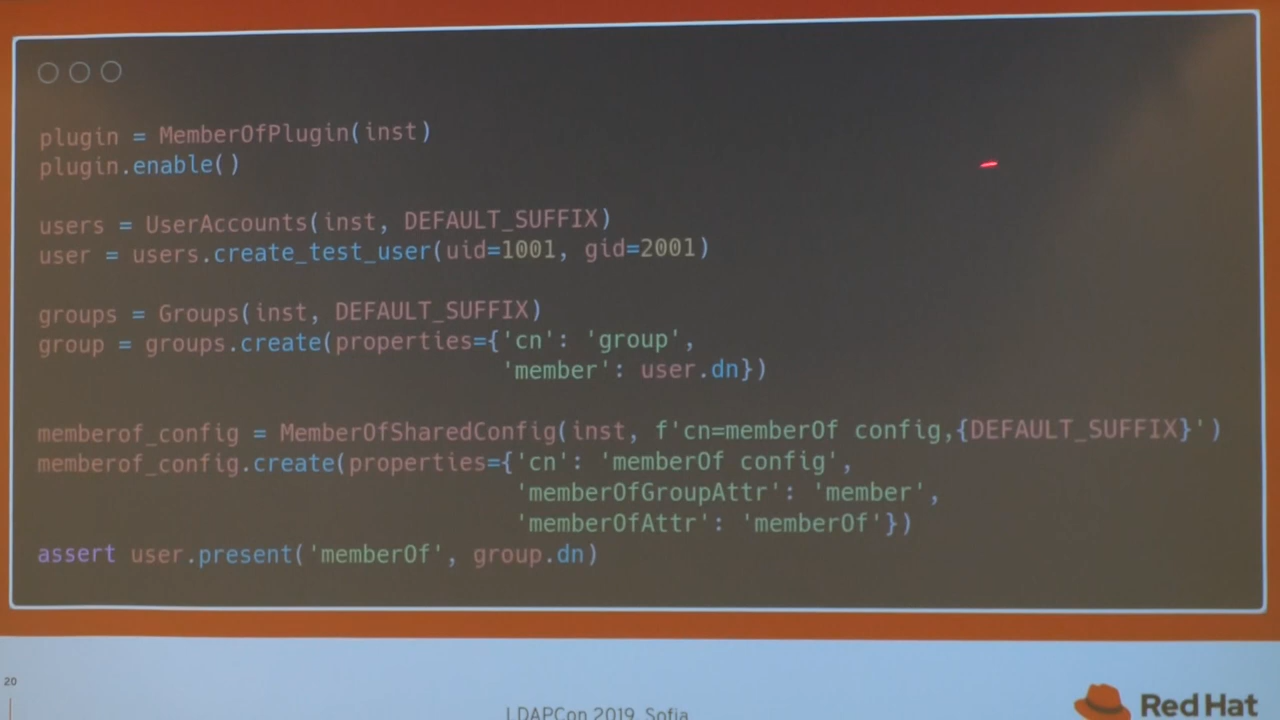 plugin = MemberOfPlugin(inst)
plugin.enable()
users = UserAccounts(inst, DEFAULT_SUFFIX)
user = users.create_test_user(uid=1001, gid=2001)
groups = Groups(inst, DEFAULT_SUFFIX)
group = groups.create(properties={'cn': 'group',
'member': user.dn})
memberof_config = MemberOfSharedConfig(inst, f'cn=memberOf config,{DEFAULT_SUFFIX}')
memberof_config.create(properties={'cn': 'memberOf config',
'memberOfGroupAttr': 'member',
'memberOfAttr': 'memberOf'})
assert user.present('memberOf', group.dn)
20
LDAPCon 2019, Sofia
Red Hat